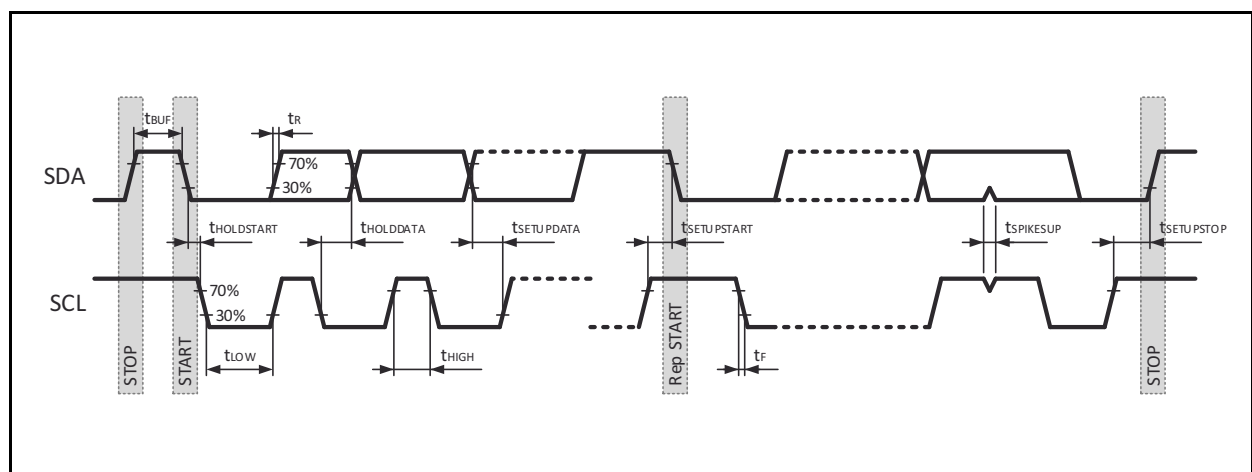 tBUF
tR
70%
30%
SDA
tHOLDSTART
tHOLDDATA
tSETUPDATA
tSETUPSTART
tSPIKESUP
tSETUPSTOP
70%
30%
SCL
tLOW
tHIGH
tF
STOP
START
Rep START
STOP